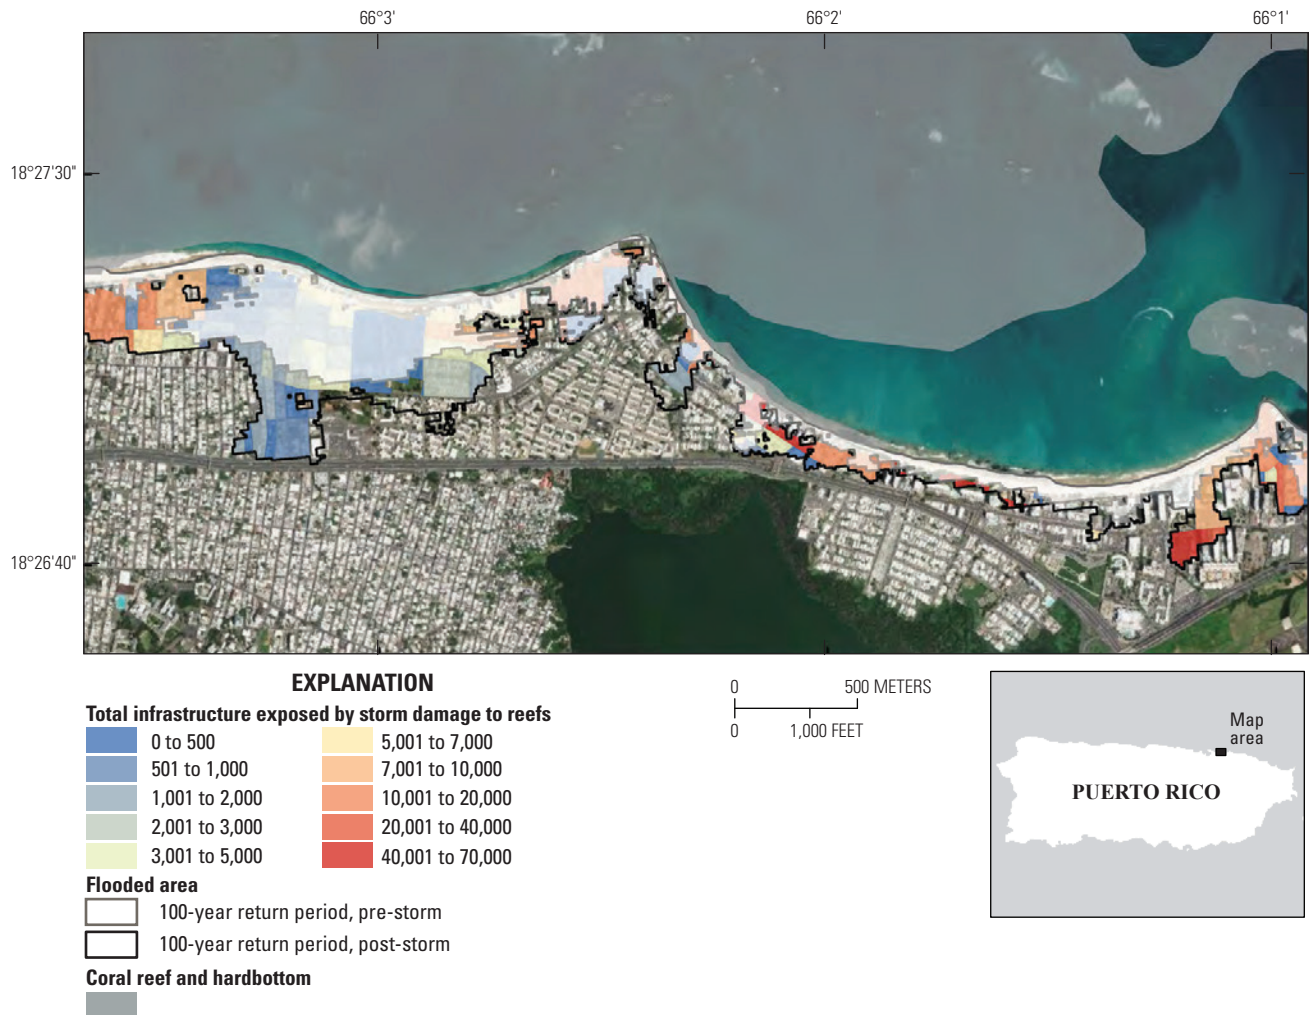 66°3' 66°2' 66°1'
18°27'30"
18°26'40"
EXPLANATION
Total infrastructure exposed by storm damage to reefs
0 to 500
501 to 1,000
1,001 to 2,000
2,001 to 3,000
3,001 to 5,000
5,001 to 7,000
7,001 to 10,000
10,001 to 20,000
20,001 to 40,000
40,001 to 70,000
Flooded area
100-year return period, pre-storm
100-year return period, post-storm
Coral reef and hardbottom
0 500 METERS
0 1,000 FEET
Map
area
PUERTO RICO